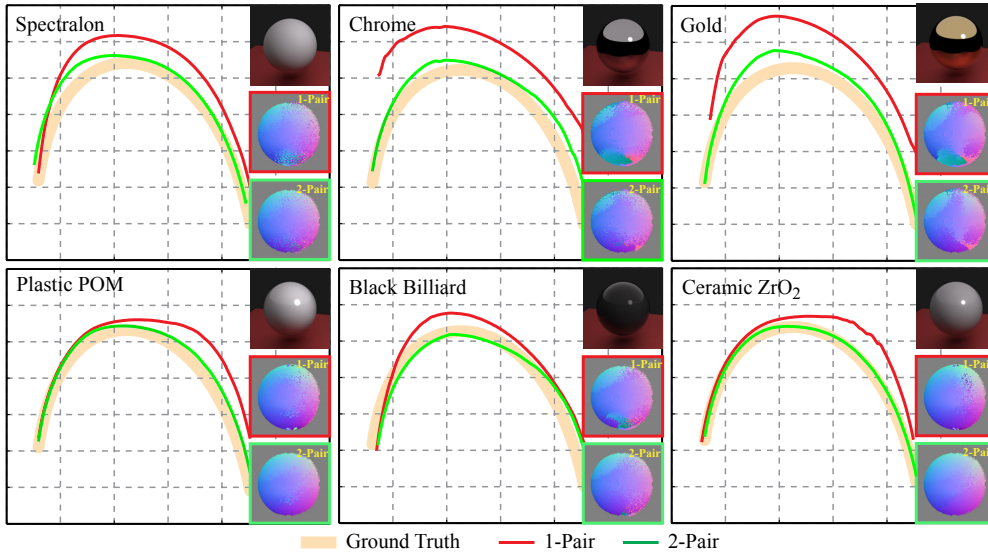 Spectralon
1-Pair
2-Pair
Chrome
1-Pair
2-Pair
Gold
1-Pair
2-Pair
Plastic POM
1-Pair
2-Pair
Black Billiard
1-Pair
2-Pair
Ceramic ZrO₂
1-Pair
2-Pair
Ground Truth 1-Pair 2-Pair